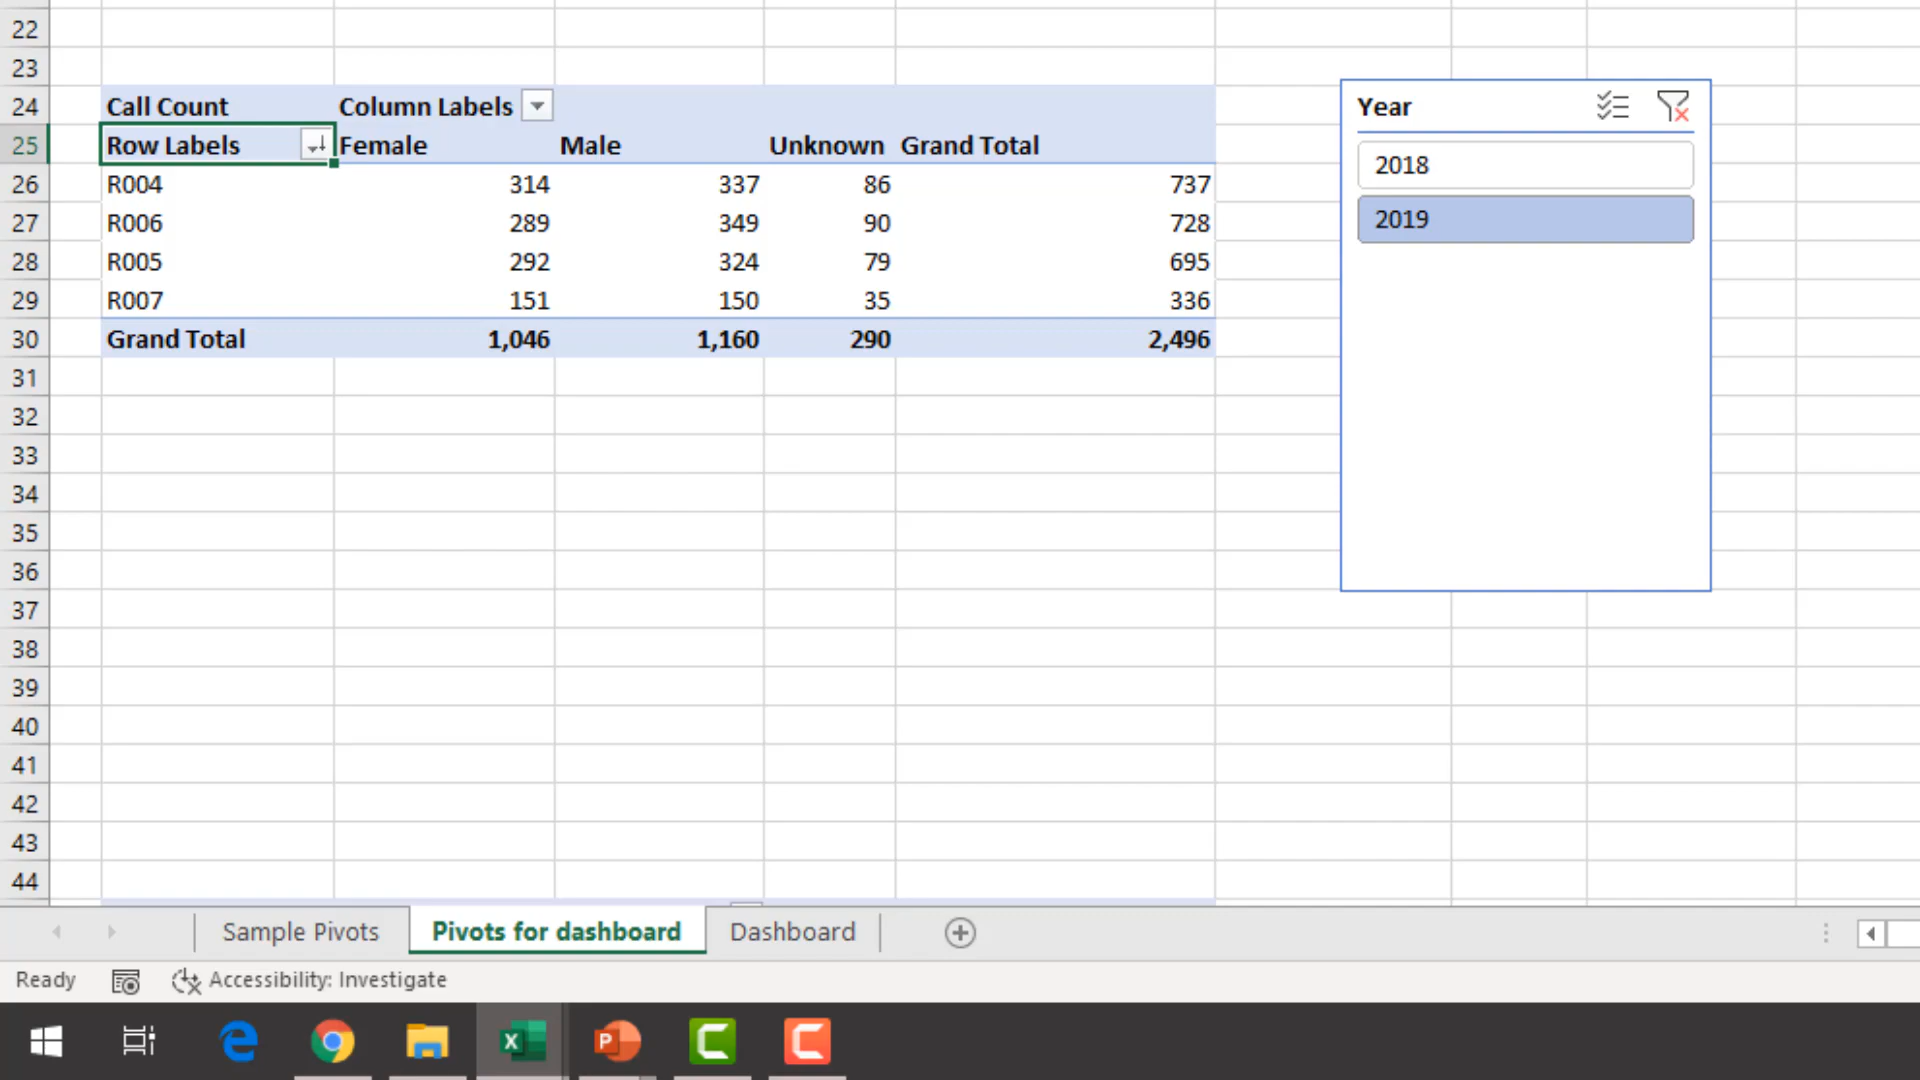 22
23
24 Call Count Column Labels Year
25 Row Labels Female Male Unknown Grand Total
2018
26 R004 314 337 86 737
27 R006 289 349 90 728
2019
28 R005 292 324 79 695
29 R007 151 150 35 336
30 Grand Total 1,046 1,160 290 2,496
31
32
33
34
35
36
37
38
39
40
41
42
43
44
Sample Pivots Pivots for dashboard Dashboard
Ready Accessibility: Investigate